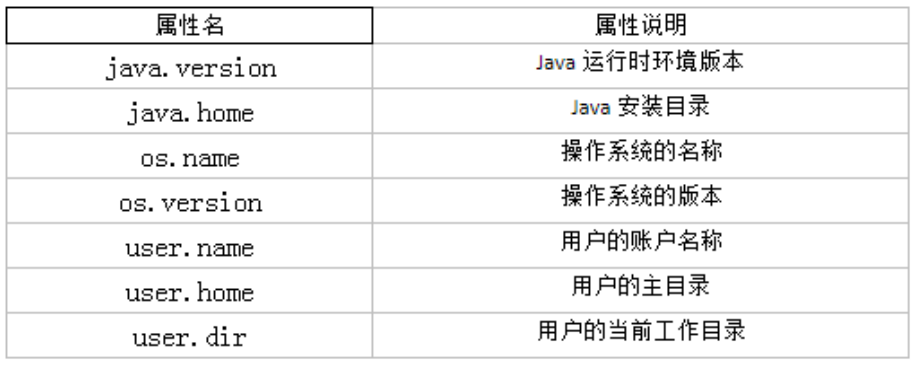 属性名 属性说明
java.version Java 运行时环境版本
java.home Java 安装目录
os.name 操作系统的名称
os.version 操作系统的版本
user.name 用户的账户名称
user.home 用户的主目录
user.dir 用户的当前工作目录